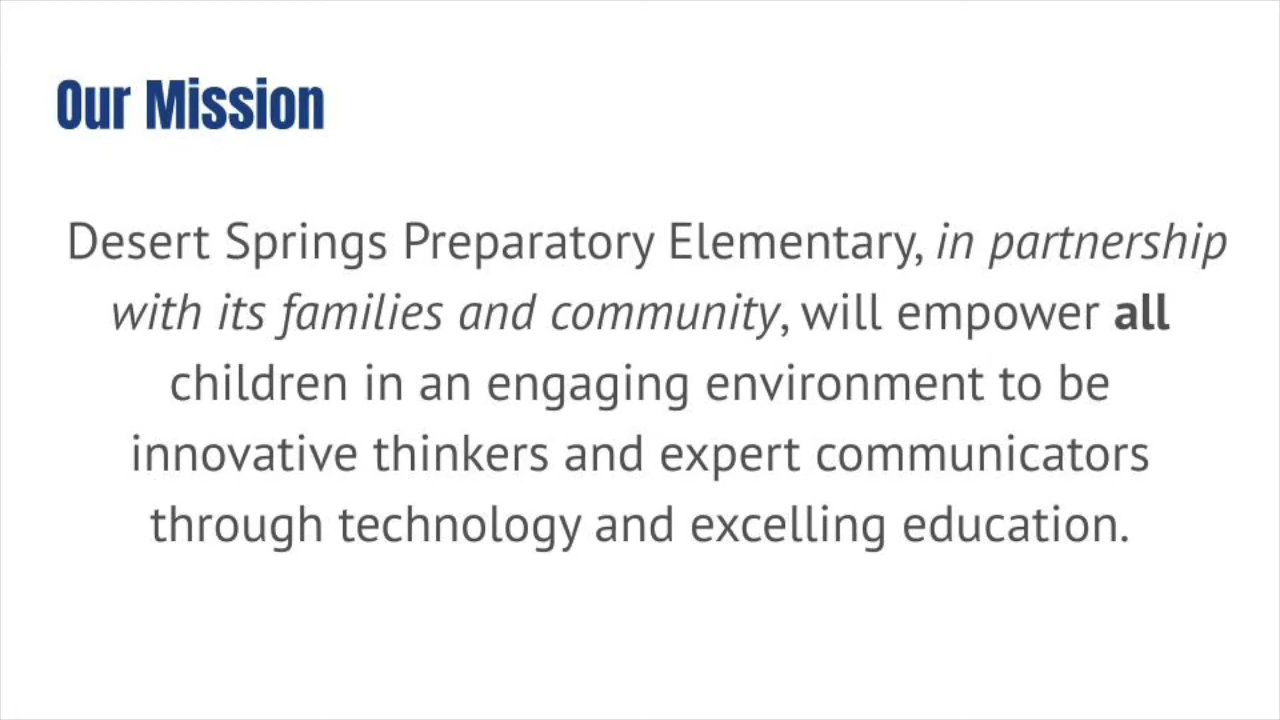 Our Mission
Desert Springs Preparatory Elementary, in partnership
with its families and community, will empower all
children in an engaging environment to be
innovative thinkers and expert communicators
through technology and excelling education.